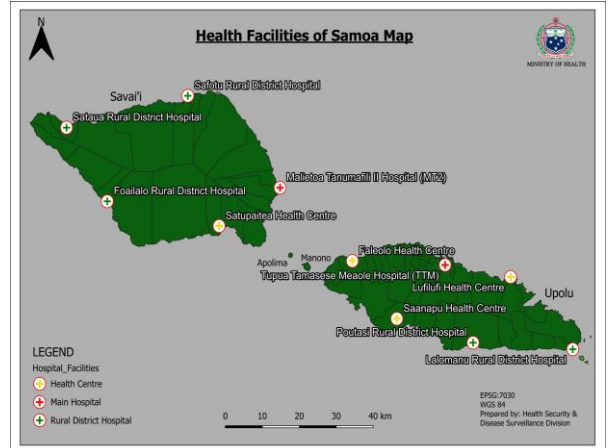 Health Facilities of Samoa Map
N
MINISTRY OF HEALTH
Savai'i
Safotu Rural District Hospital
Sataua Rural District Hospital
Malietoa Tanumafili II Hospital (MT2)
Foailalo Rural District Hospital
Satupaitea Health Centre
Apolima
Manono
Faleolo Health Centre
Tupua Tamasese Meaole Hospital (TTM)
Lufilufi Health Centre
Upolu
Saanapu Health Centre
Poutasi Rural District Hospital
Lalomanu Rural District Hospital
LEGEND
Hospital_Facilities
Health Centre
Main Hospital
Rural District Hospital
0 10 20 30 40 km
EPSG:7030
WGS 84
Prepared by: Health Security &
Disease Surveillance Division